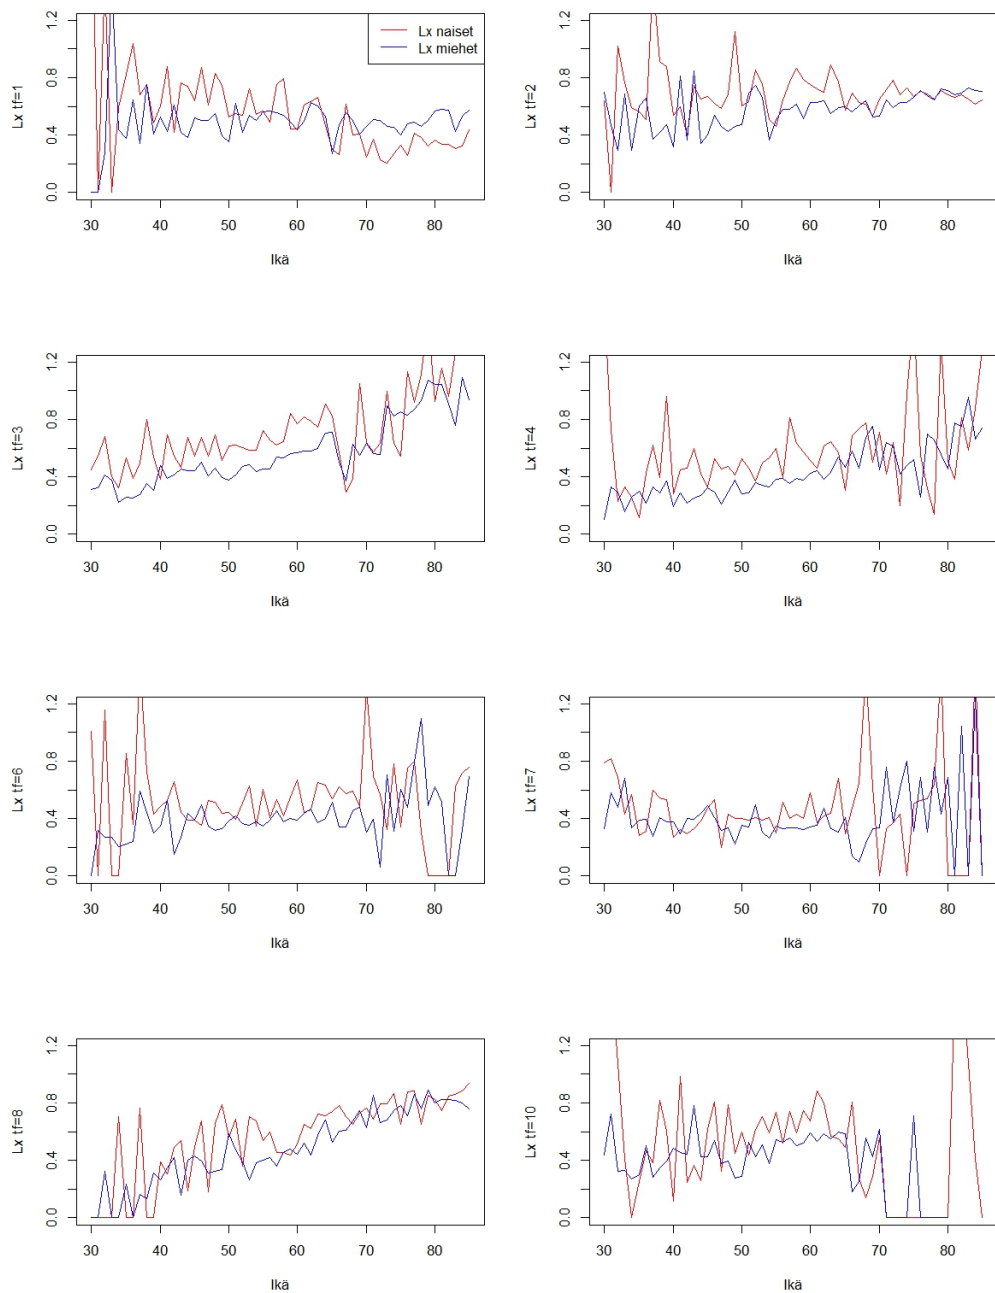 Lx tf=1
0.0 0.4 0.8 1.2
Lx naiset
Lx miehet
30 40 50 60 70 80
Ikä
Lx tf=2
0.0 0.4 0.8 1.2
30 40 50 60 70 80
Ikä
Lx tf=3
0.0 0.4 0.8 1.2
30 40 50 60 70 80
Ikä
Lx tf=4
0.0 0.4 0.8 1.2
30 40 50 60 70 80
Ikä
Lx tf=6
0.0 0.4 0.8 1.2
30 40 50 60 70 80
Ikä
Lx tf=7
0.0 0.4 0.8 1.2
30 40 50 60 70 80
Ikä
Lx tf=8
0.0 0.4 0.8 1.2
30 40 50 60 70 80
Ikä
Lx tf=10
0.0 0.4 0.8 1.2
30 40 50 60 70 80
Ikä